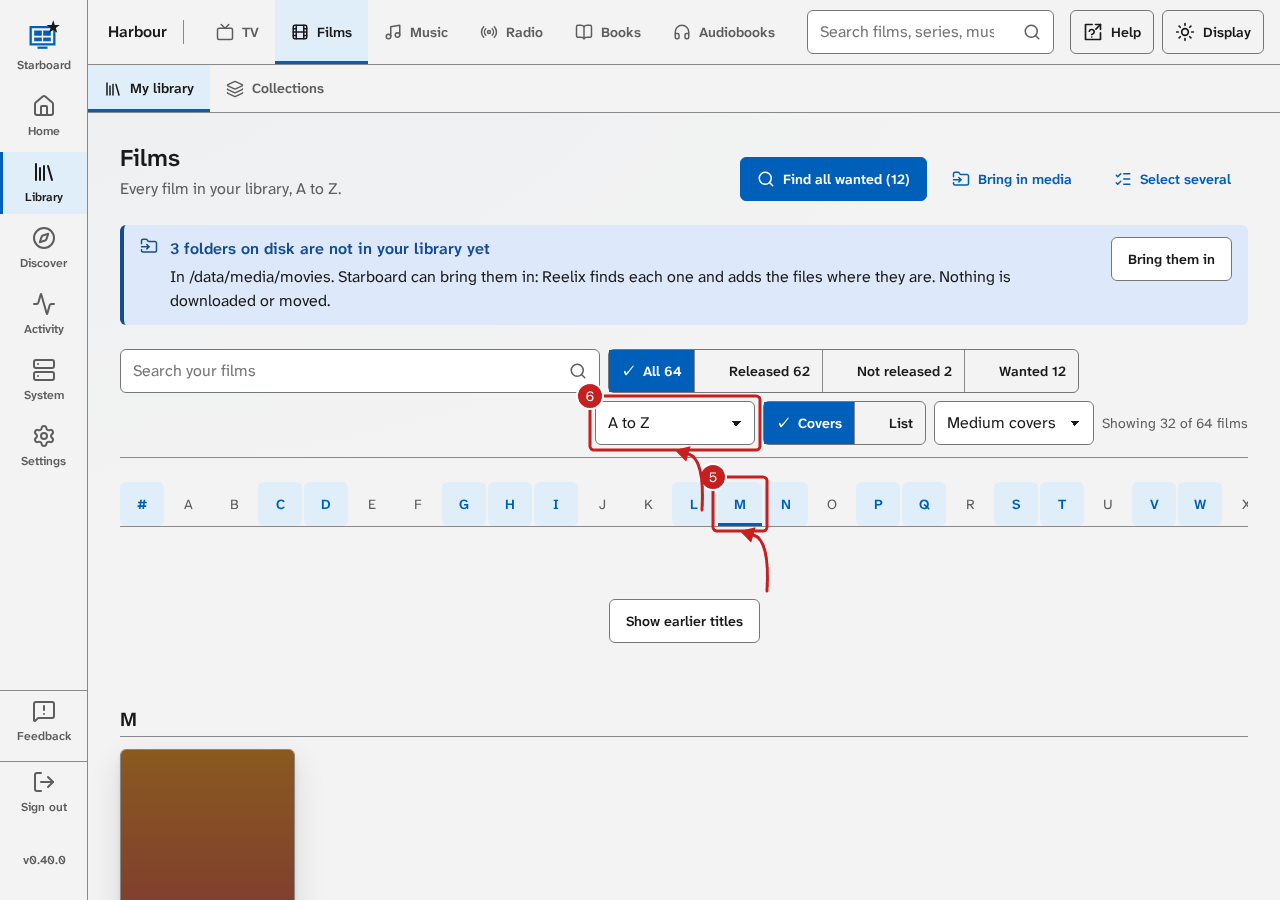 Starboard
Home
Library
Discover
Activity
System
Settings
Feedback
Sign out
v0.40.0
Harbour
TV
Films
Music
Radio
Books
Audiobooks
Search films, series, mus
Help
Display
My library
Collections
Films
Every film in your library, A to Z.
Find all wanted (12)
Bring in media
Select several
3 folders on disk are not in your library yet
In /data/media/movies. Starboard can bring them in: Reelix finds each one and adds the files where they are. Nothing is
downloaded or moved.
Bring them in
Search your films
✓ All 64
Released 62
Not released 2
Wanted 12
6
A to Z
✓ Covers
List
Medium covers
Showing 32 of 64 films
5
# A B C D E F G H I J K L M N O P Q R S T U V W X
Show earlier titles
M